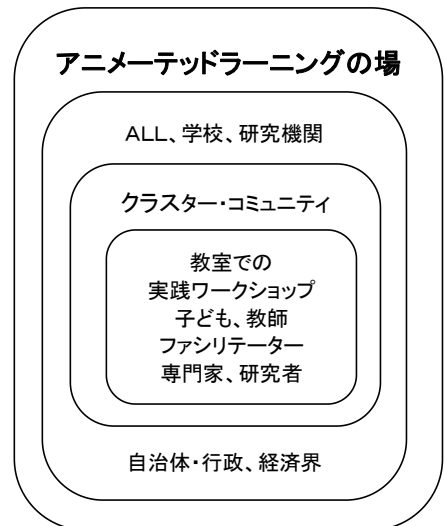 アニメーテッドラーニングの場
ALL、学校、研究機関
クラスター・コミュニティ
教室での
実践ワークショップ
子ども、教師
ファシリテーター
専門家、研究者
自治体・行政、経済界